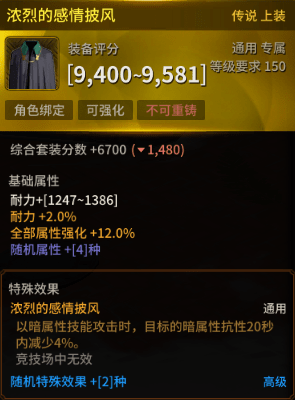 浓烈的感情披风
传说 上装
装备评分
通用 专属
[9,400~9,581]
等级要求 150
角色绑定
可强化
不可重铸
综合套装分数 +6700 (▼1,480)
基础属性
耐力+[1247~1386]
耐力 +2.0%
全部属性强化 +12.0%
随机属性 +[4]种
特殊效果
浓烈的感情披风
通用
以暗属性技能攻击时，目标的暗属性抗性20秒
内减少4%。
竞技场中无效
随机特殊效果 +[2]种
高级